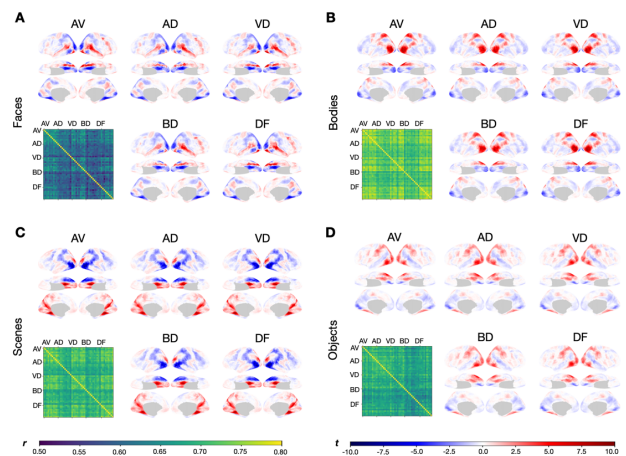 A
AV AD VD
Faces
AV AD VD BD DF
AV
AD
VD
BD
DF
BD DF
B
AV AD VD
Bodies
AV AD VD BD DF
AV
AD
VD
BD
DF
BD DF
C
AV AD VD
Scenes
AV AD VD BD DF
AV
AD
VD
BD
DF
BD DF
D
AV AD VD
Objects
AV AD VD BD DF
AV
AD
VD
BD
DF
BD DF
r
0.50 0.60 0.65 0.70 0.75 0.80
t
-10.0 -7.5 -5.0 -2.5 0.0 2.5 5.0 7.5 10.0